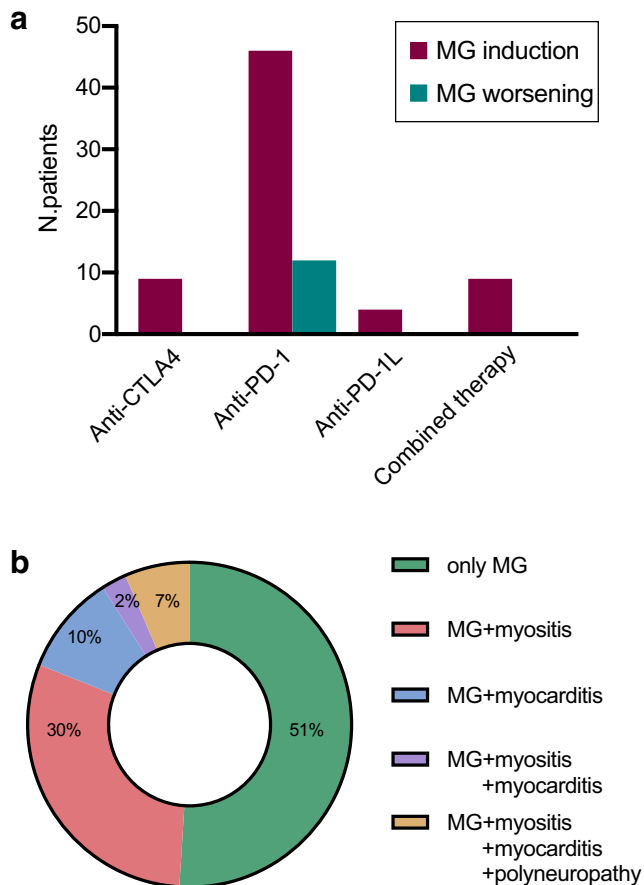 a
50
40
30
20
10
0
N.patients
MG induction
MG worsening
Anti-CTLA4
Anti-PD-1
Anti-PD-1L
Combined therapy
b
2%
7%
10%
30%
51%
only MG
MG+myositis
MG+myocarditis
MG+myositis
+myocarditis
MG+myositis
+myocarditis
+polyneuropathy